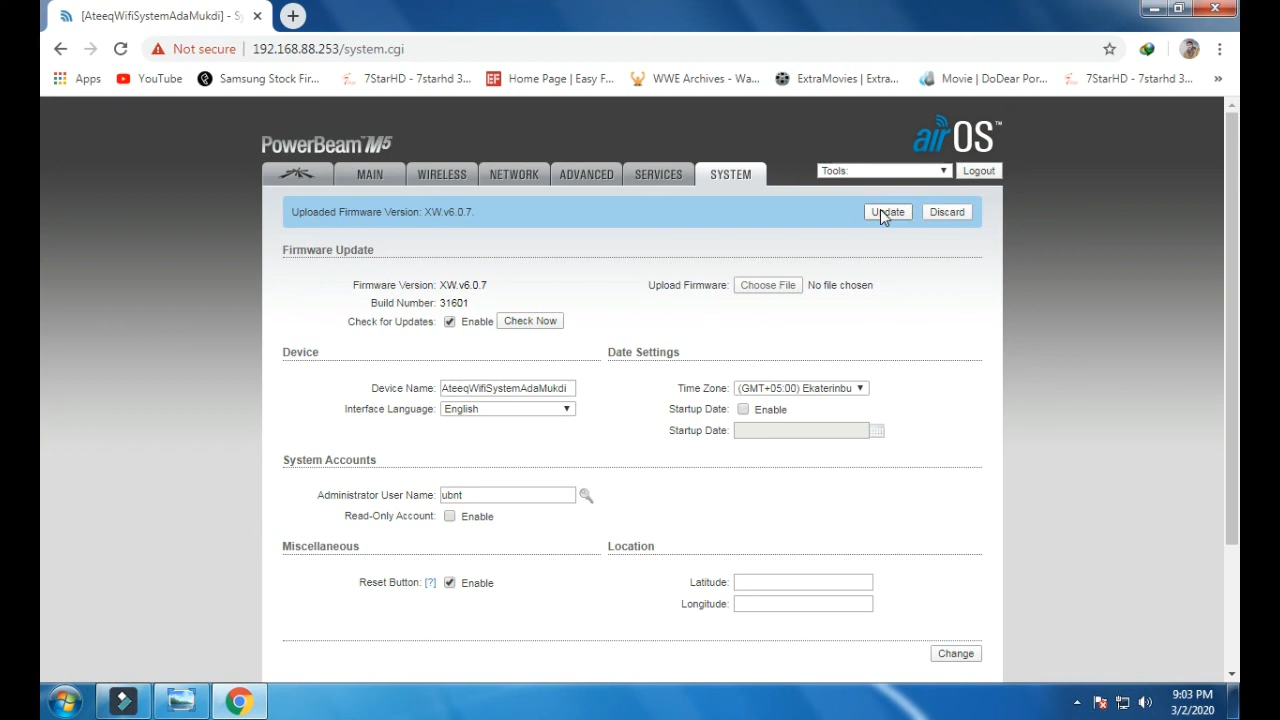 [AteeqWifiSystemAdaMukdi] - Sy
Not secure | 192.168.88.253/system.cgi
Apps YouTube Samsung Stock Fir... 7StarHD - 7starhd 3... EF Home Page | Easy F... WWE Archives - Wa... ExtraMovies | Extra... Movie | DoDear Por... 7StarHD - 7starhd 3... »
PowerBeam™M5 airOS™
MAIN WIRELESS NETWORK ADVANCED SERVICES SYSTEM Tools: Logout
Uploaded Firmware Version: XW.v6.0.7. Update Discard
Firmware Update
Firmware Version: XW.v6.0.7 Upload Firmware: Choose File No file chosen
Build Number: 31601
Check for Updates: Enable Check Now
Device Date Settings
Device Name: AteeqWifiSystemAdaMukdi Time Zone: (GMT+05:00) Ekaterinbu
Interface Language: English Startup Date: Enable
Startup Date:
System Accounts
Administrator User Name: ubnt
Read-Only Account: Enable
Miscellaneous Location
Reset Button: [?] Enable Latitude:
Longitude:
Change
9:03 PM
3/2/2020